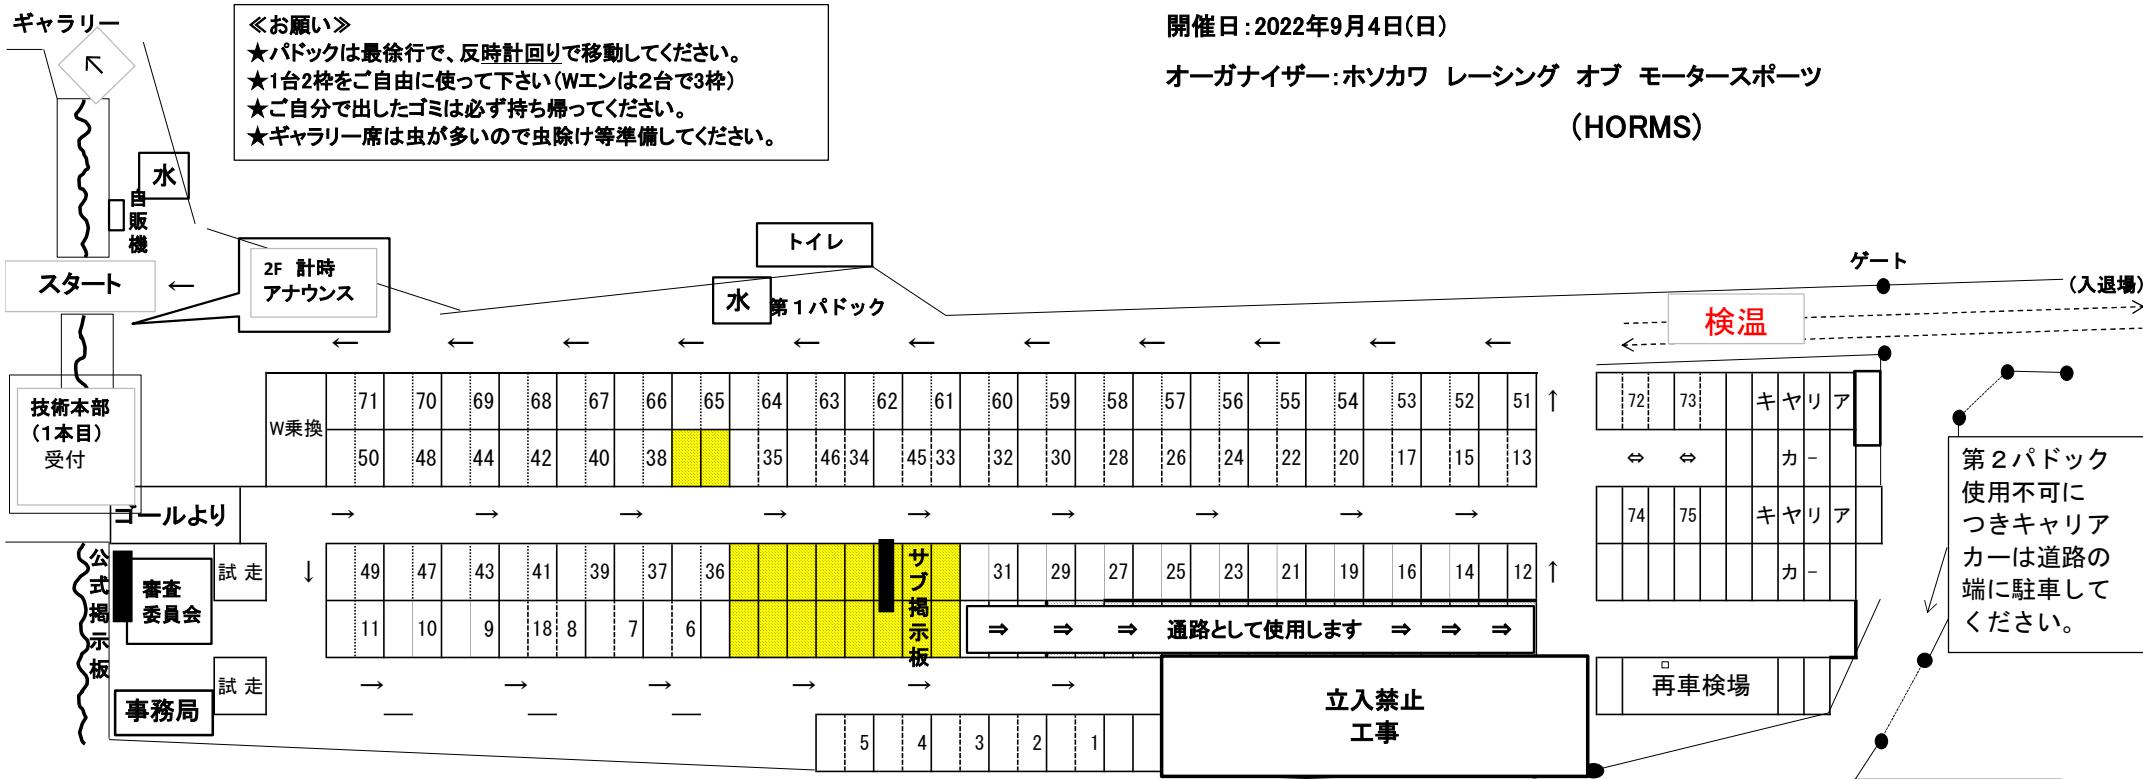 ギャラリー
↖
≪お願い≫
★パドックは最徐行で、反時計回りで移動してください。
★1台2枠をご自由に使って下さい(Wエンは2台で3枠)
★ご自分で出したゴミは必ず持ち帰ってください。
★ギャラリー席は虫が多いので虫除け等準備してください。
開催日:2022年9月4日(日)
オーガナイザー:ホソカワ レーシング オブ モータースポーツ
(HORMS)
水
自販機
スタート
←
2F 計時
アナウンス
トイレ
水
第1パドック
ゲート
(入退場)
検温
← ← ← ← ← ← ← ← ← ← ←
技術本部
(1本目)
受付
W乗換
71 70 69 68 67 66 65 64 63 62 61 60 59 58 57 56 55 54 53 52 51 ↑
72 73 キャリア
50 48 44 42 40 38 35 46 34 45 33 32 30 28 26 24 22 20 17 15 13
⇔ ⇔ カー
ゴールより
→ → → → → → → → →
74 75 キャリア
第2パドック
使用不可に
つきキャリア
カーは道路の
端に駐車して
ください。
公式掲示板
審査
委員会
試走
↓
49 47 43 41 39 37 36
サブ掲示板
31 29 27 25 23 21 19 16 14 12 ↑
カー
11 10 9 18 8 7 6
⇒ ⇒ ⇒ 通路として使用します ⇒ ⇒ ⇒
事務局
試走
→ → → → → →
立入禁止
工事
再車検場
5 4 3 2 1